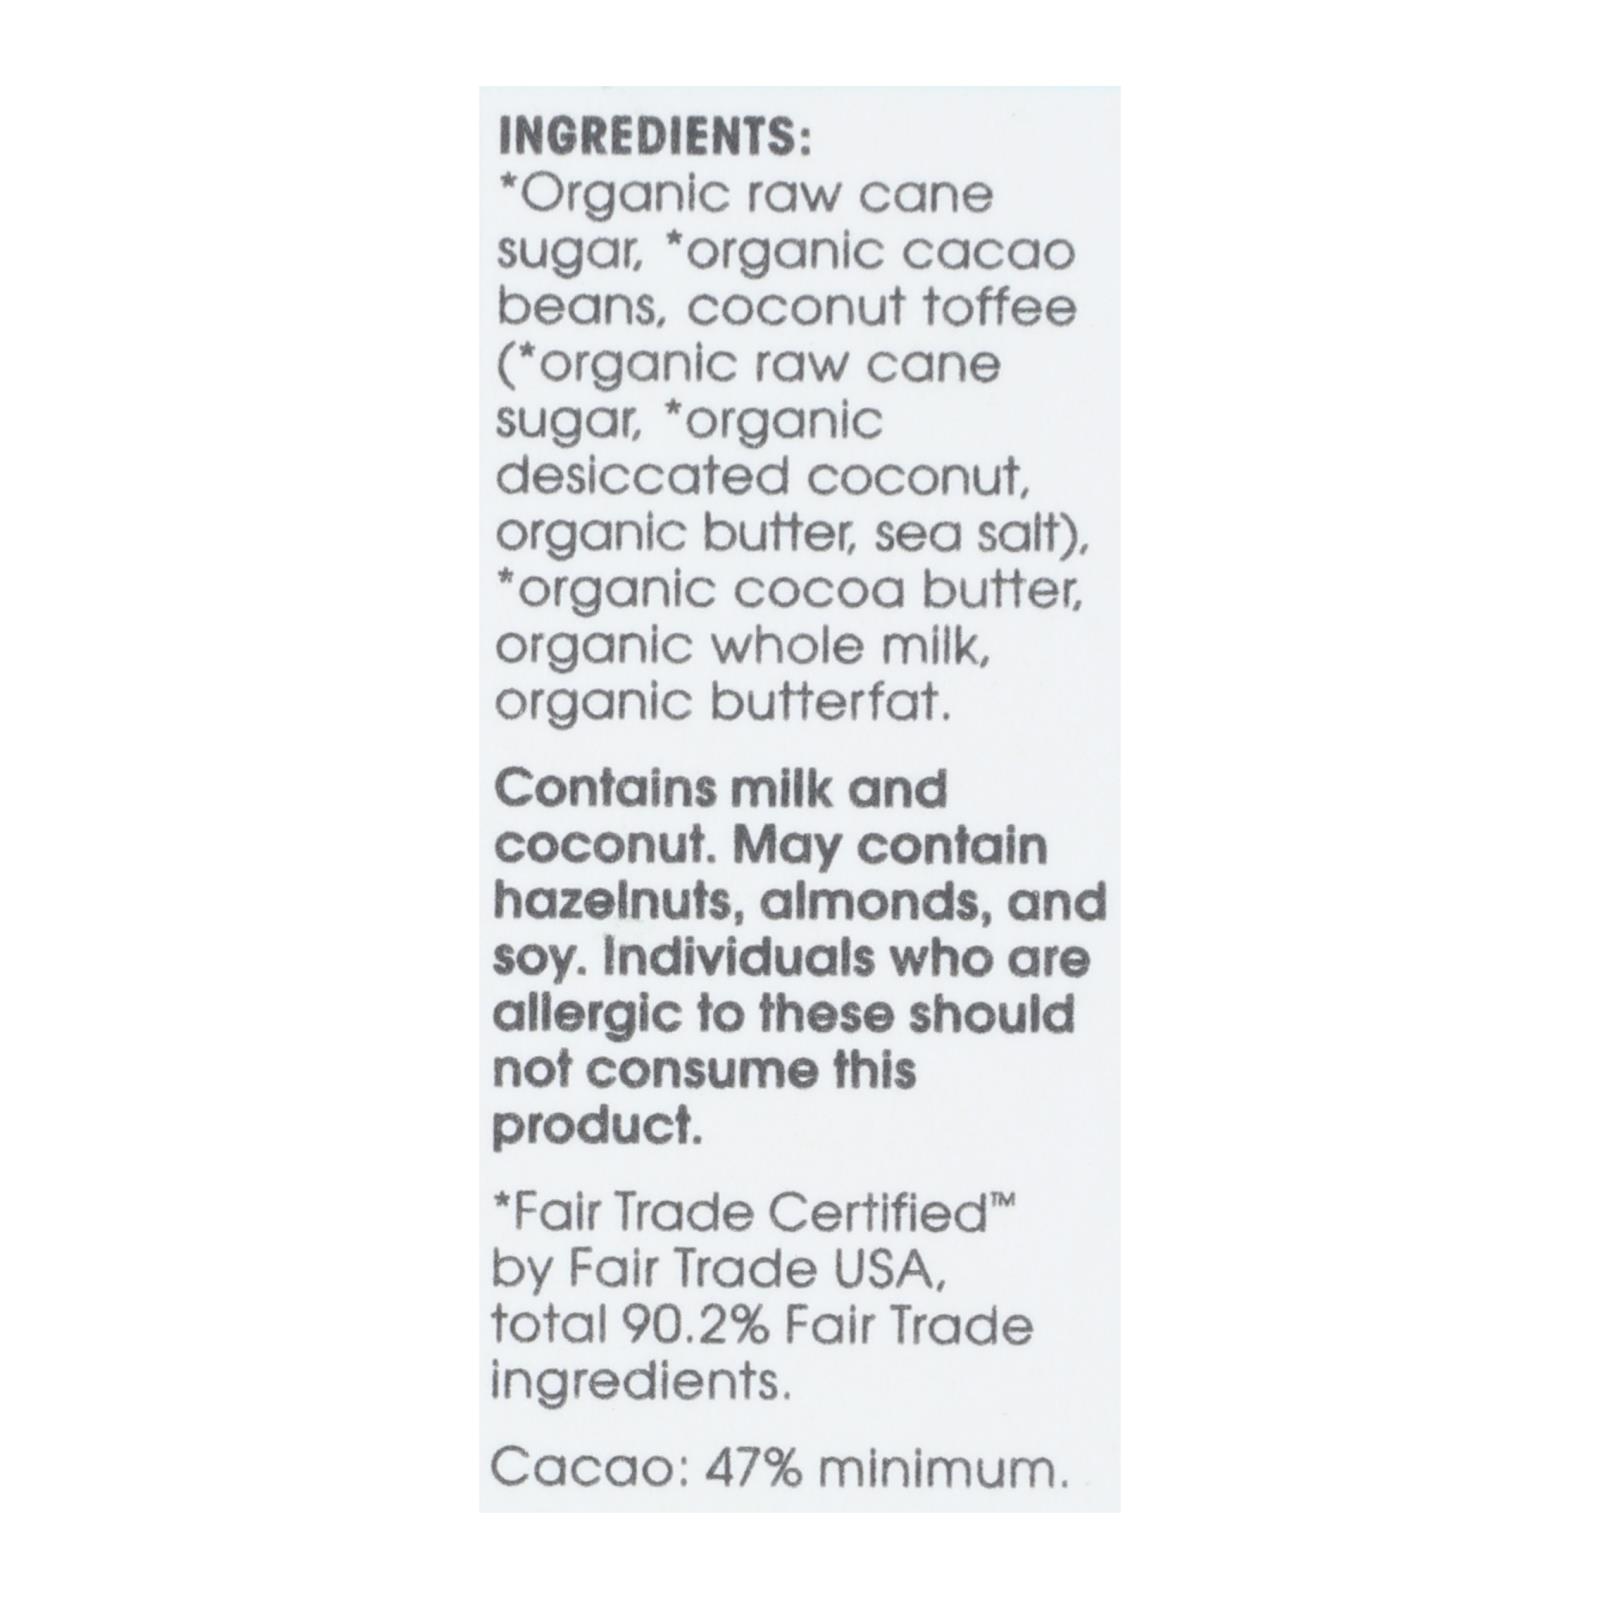 INGREDIENTS:
*Organic raw cane
sugar, *organic cacao
beans, coconut toffee
(*organic raw cane
sugar, *organic
desiccated coconut,
organic butter, sea salt),
*organic cocoa butter,
organic whole milk,
organic butterfat.
Contains milk and
coconut. May contain
hazelnuts, almonds, and
soy. Individuals who are
allergic to these should
not consume this
product.
*Fair Trade Certified™
by Fair Trade USA,
total 90.2% Fair Trade
ingredients.
Cacao: 47% minimum.